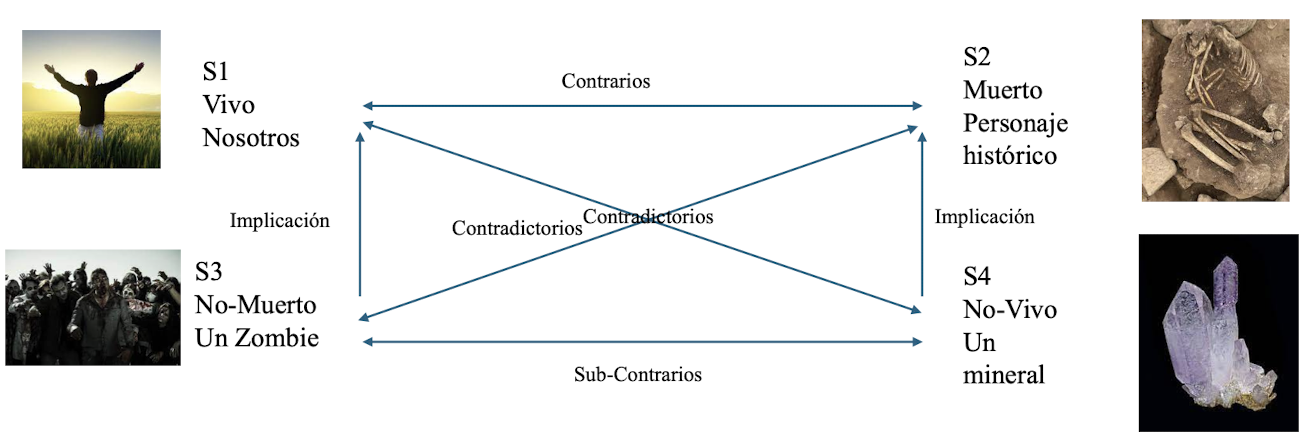 S1
Vivo
Nosotros
Contrarios
S2
Muerto
Personaje
histórico
Implicación
Contradictorios
Contradictorios
Implicación
S3
No-Muerto
Un Zombie
S4
No-Vivo
Un
mineral
Sub-Contrarios